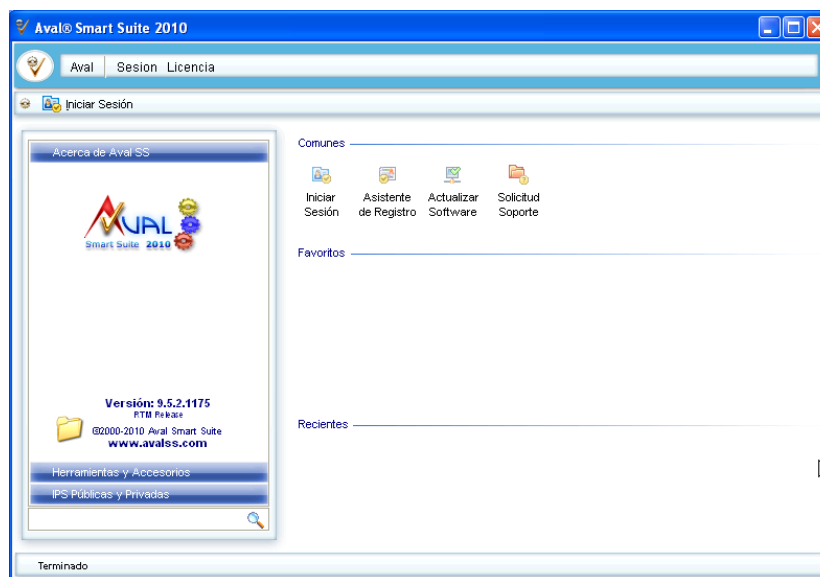 Aval® Smart Suite 2010
Aval Sesion Licencia
Iniciar Sesión
Acerca de Aval SS
AVAL
Smart Suite 2010
Versión: 9.5.2.1175
RTM Release
©2000-2010 Aval Smart Suite
www.avalss.com
Herramientas y Accesorios
IPS Públicas y Privadas
Comunes
Iniciar Sesión
Asistente de Registro
Actualizar Software
Solicitud Soporte
Favoritos
Recientes
Terminado